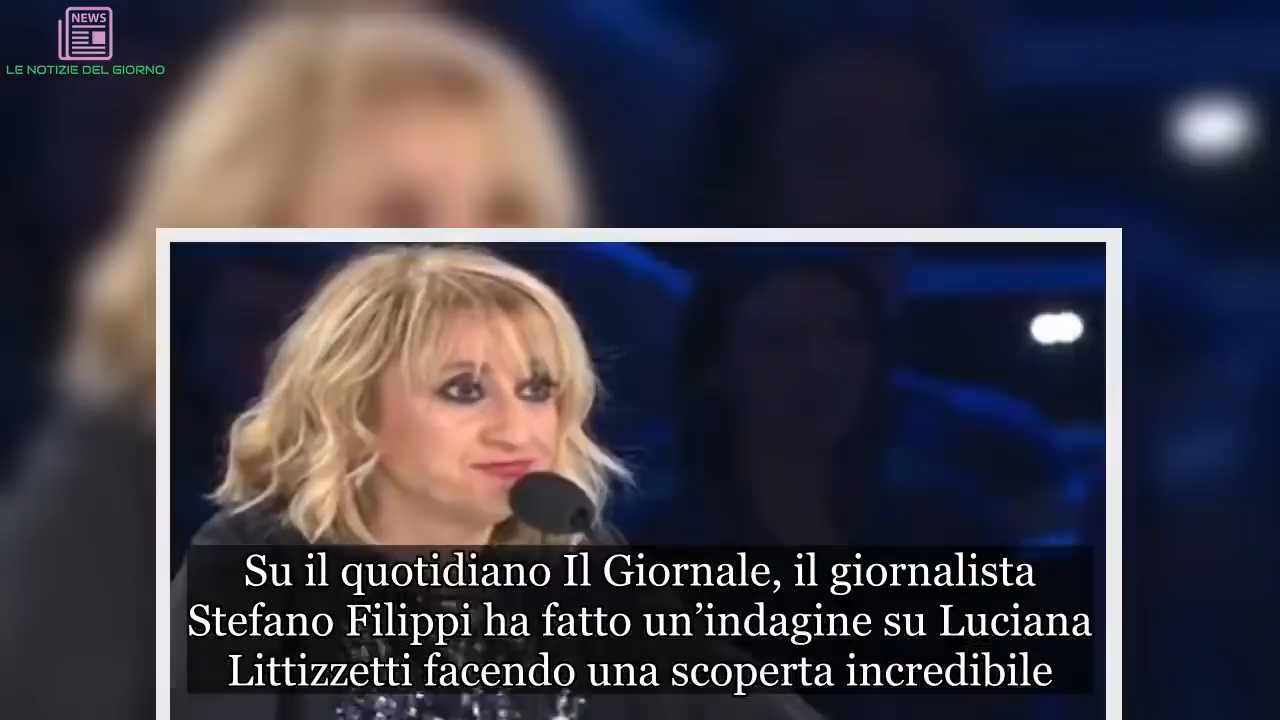 NEWS
LE NOTIZIE DEL GIORNO
Su il quotidiano Il Giornale, il giornalista
Stefano Filippi ha fatto un’indagine su Luciana
Littizzetti facendo una scoperta incredibile